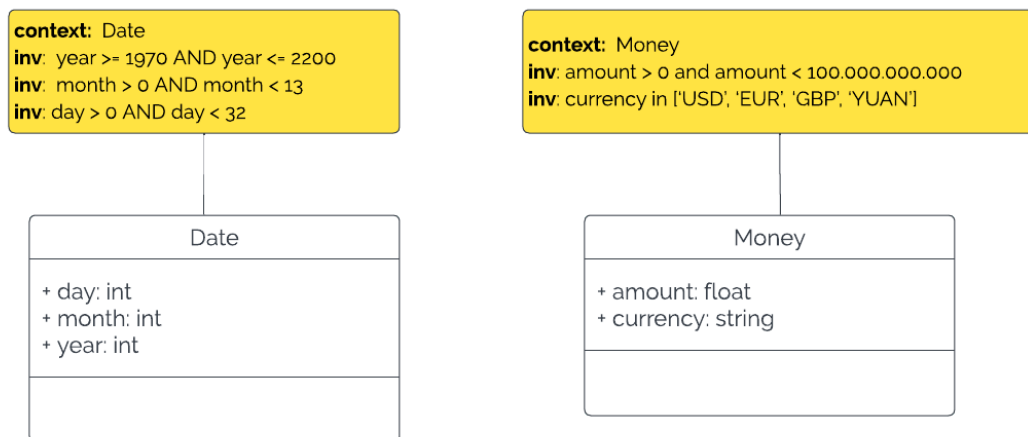 context: Date
inv: year >= 1970 AND year <= 2200
inv: month > 0 AND month < 13
inv: day > 0 AND day < 32
context: Money
inv: amount > 0 and amount < 100.000.000.000
inv: currency in [‘USD’, ‘EUR’, ‘GBP’, ‘YUAN’]
Date
+ day: int
+ month: int
+ year: int
Money
+ amount: float
+ currency: string